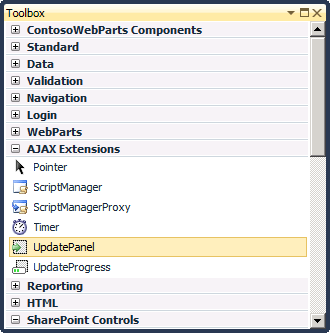 Toolbox
ContosoWebParts Components
Standard
Data
Validation
Navigation
Login
WebParts
AJAX Extensions
Pointer
ScriptManager
ScriptManagerProxy
Timer
UpdatePanel
UpdateProgress
Reporting
HTML
SharePoint Controls